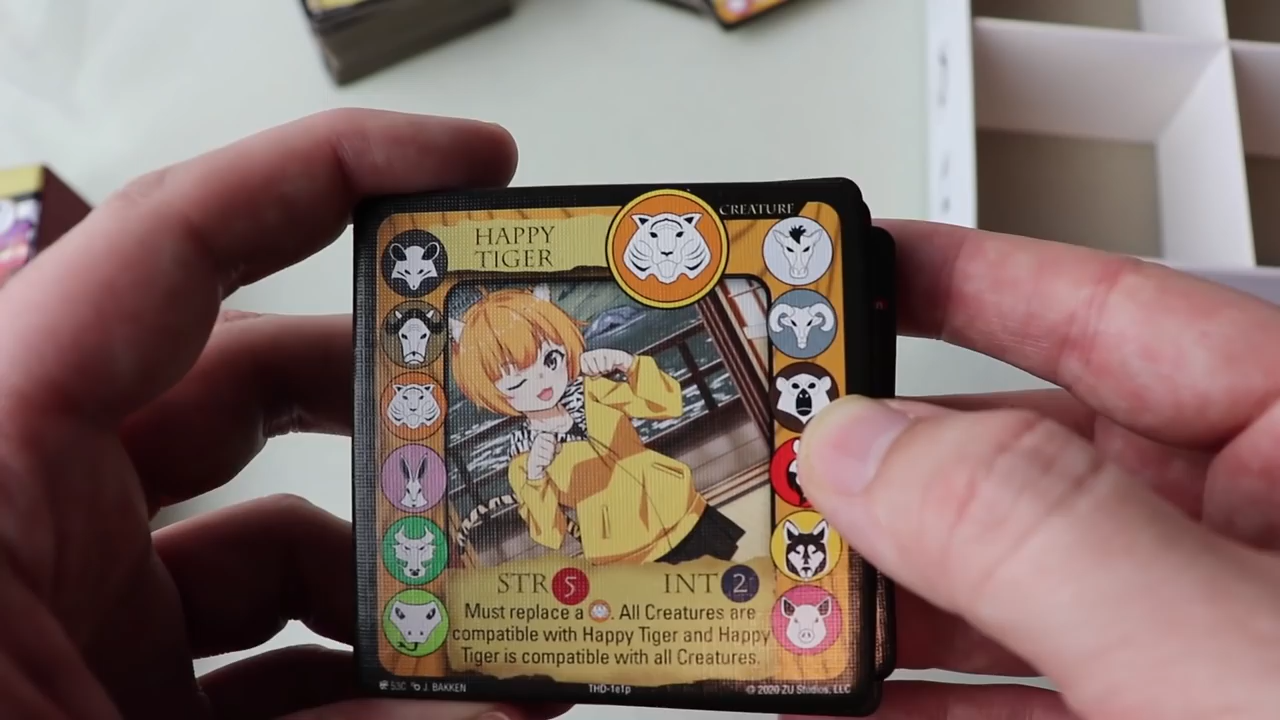 CREATURE
HAPPY
TIGER
STR 5 INT 2
Must replace a . All Creatures are
compatible with Happy Tiger and Happy
Tiger is compatible with all Creatures.
53C J. BAKKEN THD-1e1p © 2020 ZU Studios, LLC